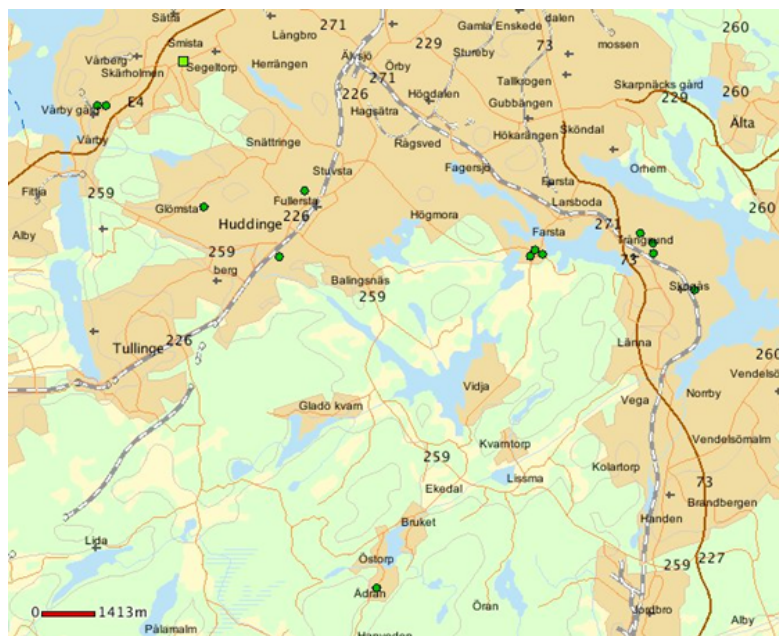 Sätra
271
Långbro
Gamla Enskede
dalen
260
Smista
Älvsjö
Örby
229
Stureby
73
mossen
Vårberg
Skärholmen
Segeltorp
Herrängen
271
Tallkrogen
Skarpnäcks gård
260
E4
226
Högdalen
Gubbängen
229
Vårby gård
Hagsätra
Älta
Vårby
Snättringe
Rågsved
Hökarängen
Sköndal
Stuvsta
Fagersjö
Orhem
Fittja
259
Farsta
Glömsta
Fullersta
Larsboda
260
Huddinge
226
Högmora
271
Alby
Farsta
Trångsund
259
73
berg
Balingsnäs
Skogås
259
Tullinge
226
Länna
260
Vidja
Vendelsö
Gladö kvarn
Vega
Norrby
Kvarntorp
Vendelsömalm
259
Kolartorp
Lissma
Ekedal
73
Brandbergen
Bruket
Handen
Lida
Östorp
259
227
Ådran
0
1413m
Öran
Jordbro
Alby
Pålamalm
Hanveden